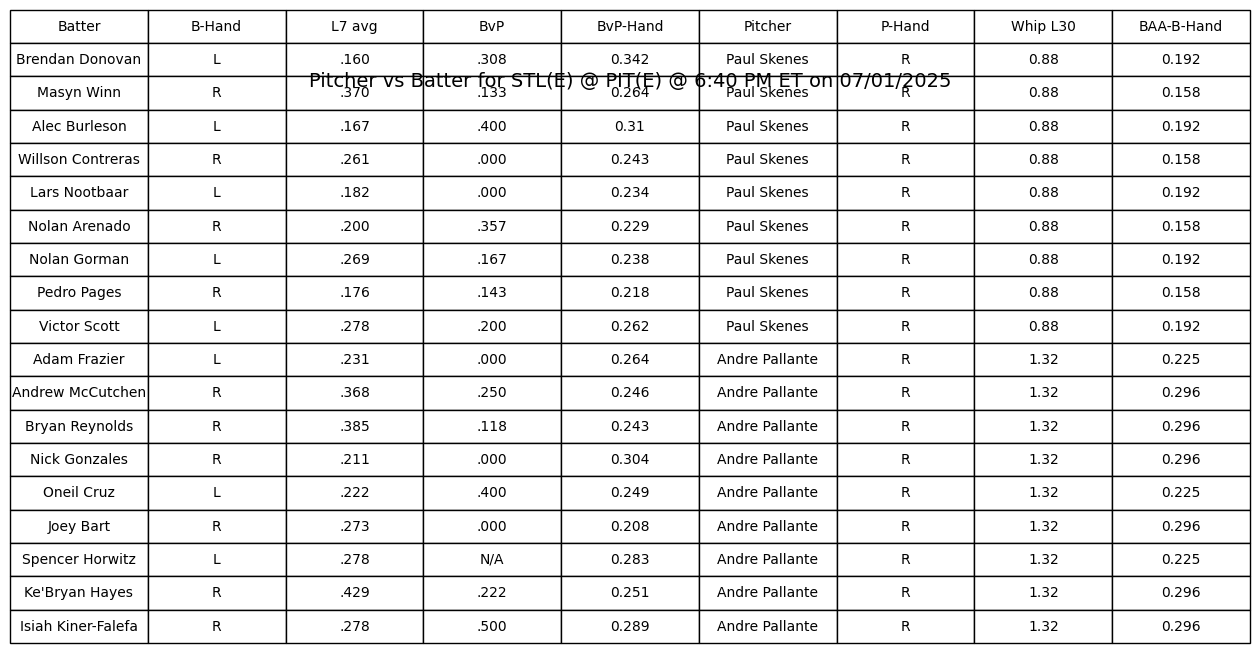 Batter B-Hand L7 avg BvP BvP-Hand Pitcher P-Hand Whip L30 BAA-B-Hand
Brendan Donovan L .160 .308 0.342 Paul Skenes R 0.88 0.192
Pitcher vs Batter for STL(E) @ PIT(E) @ 6:40 PM ET on 07/01/2025
Masyn Winn R .370 .133 0.264 Paul Skenes R 0.88 0.158
Alec Burleson L .167 .400 0.31 Paul Skenes R 0.88 0.192
Willson Contreras R .261 .000 0.243 Paul Skenes R 0.88 0.158
Lars Nootbaar L .182 .000 0.234 Paul Skenes R 0.88 0.192
Nolan Arenado R .200 .357 0.229 Paul Skenes R 0.88 0.158
Nolan Gorman L .269 .167 0.238 Paul Skenes R 0.88 0.192
Pedro Pages R .176 .143 0.218 Paul Skenes R 0.88 0.158
Victor Scott L .278 .200 0.262 Paul Skenes R 0.88 0.192
Adam Frazier L .231 .000 0.264 Andre Pallante R 1.32 0.225
Andrew McCutchen R .368 .250 0.246 Andre Pallante R 1.32 0.296
Bryan Reynolds R .385 .118 0.243 Andre Pallante R 1.32 0.296
Nick Gonzales R .211 .000 0.304 Andre Pallante R 1.32 0.296
Oneil Cruz L .222 .400 0.249 Andre Pallante R 1.32 0.225
Joey Bart R .273 .000 0.208 Andre Pallante R 1.32 0.296
Spencer Horwitz L .278 N/A 0.283 Andre Pallante R 1.32 0.225
Ke'Bryan Hayes R .429 .222 0.251 Andre Pallante R 1.32 0.296
Isiah Kiner-Falefa R .278 .500 0.289 Andre Pallante R 1.32 0.296